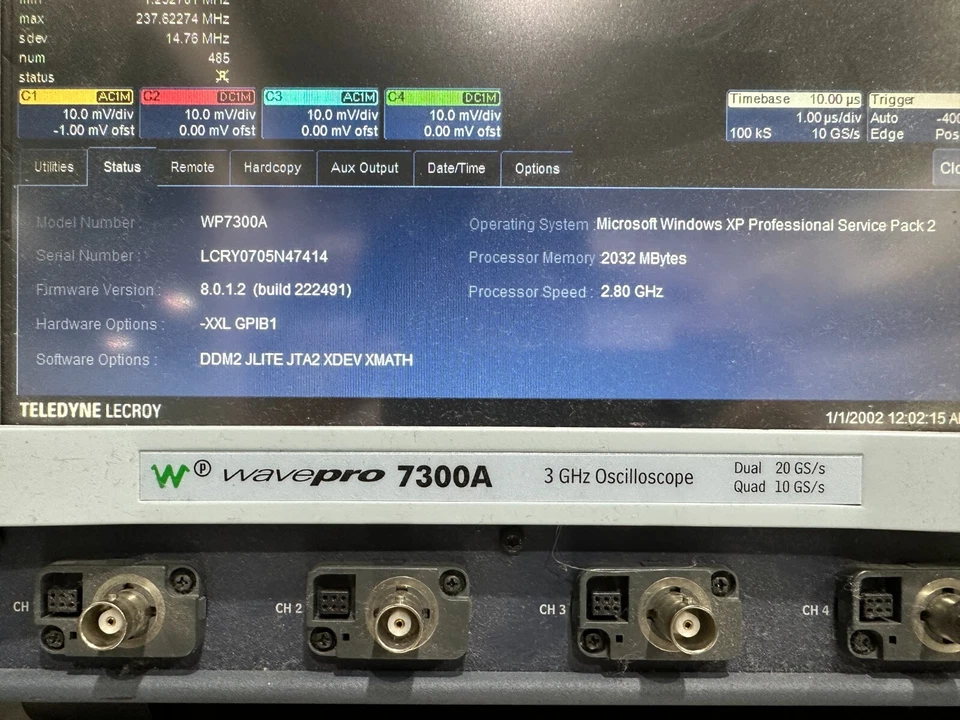 max 237.62274 MHz
sdev 14.76 MHz
num 485
status
C1 AC1M C2 DC1M C3 AC1M C4 DC1M Timebase 10.00 µs Trigger
10.0 mV/div 10.0 mV/div 10.0 mV/div 10.0 mV/div 1.00 µs/div Auto -400
-1.00 mV ofst 0.00 mV ofst 0.00 mV ofst 0.00 mV ofst 100 kS 10 GS/s Edge Pos
Utilities Status Remote Hardcopy Aux Output Date/Time Options Clo
Model Number : WP7300A Operating System : Microsoft Windows XP Professional Service Pack 2
Serial Number : LCRY0705N47414 Processor Memory : 2032 MBytes
Firmware Version : 8.0.1.2 (build 222491) Processor Speed : 2.80 GHz
Hardware Options : -XXL GPIB1
Software Options : DDM2 JLITE JTA2 XDEV XMATH
TELEDYNE LECROY 1/1/2002 12:02:15 A
W P wavepro 7300A 3 GHz Oscilloscope Dual 20 GS/s
Quad 10 GS/s
CH CH 2 CH 3 CH 4